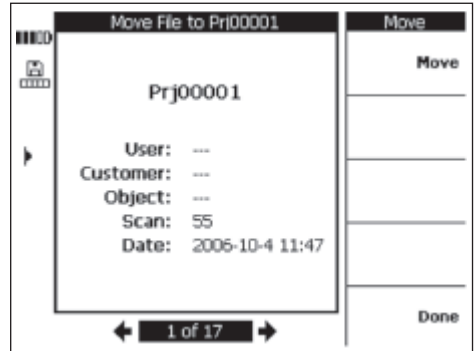 Move File to Prj00001
Move
Move
Prj00001
User: ---
Customer: ---
Object: ---
Scan: 55
Date: 2006-10-4 11:47
1 of 17
Done